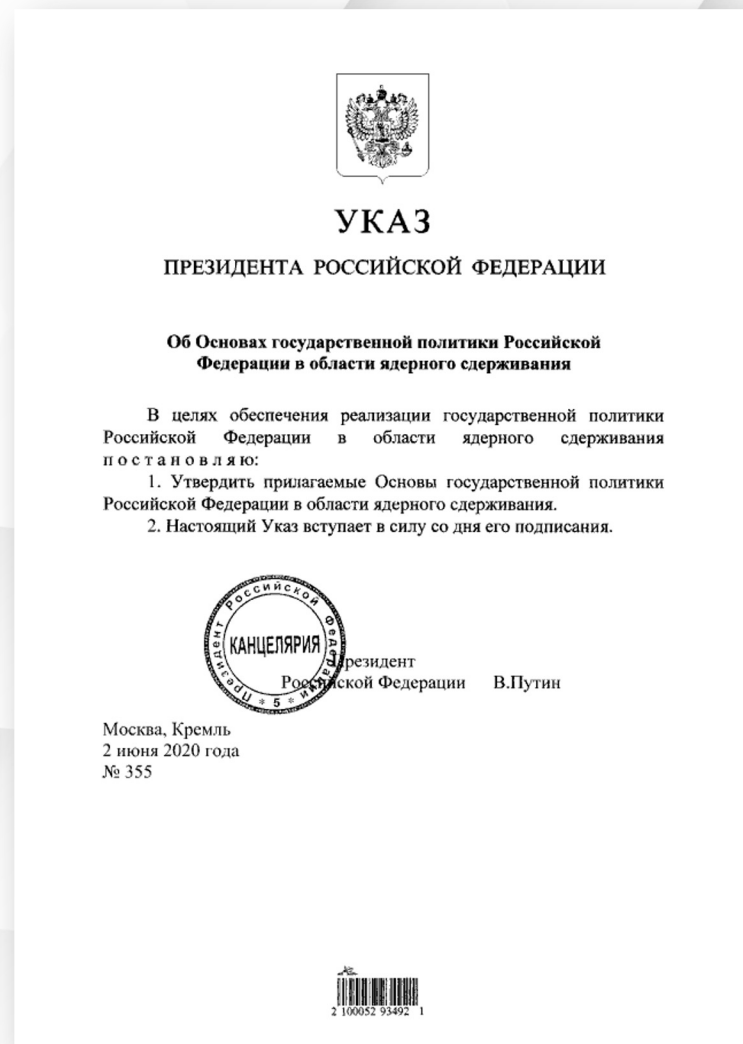 УКАЗ
ПРЕЗИДЕНТА РОССИЙСКОЙ ФЕДЕРАЦИИ
Об Основах государственной политики Российской
Федерации в области ядерного сдерживания
В целях обеспечения реализации государственной политики
Российской Федерации в области ядерного сдерживания
п о с т а н о в л я ю:
1. Утвердить прилагаемые Основы государственной политики
Российской Федерации в области ядерного сдерживания.
2. Настоящий Указ вступает в силу со дня его подписания.
Президент Российской Федерации
КАНЦЕЛЯРИЯ
* 5 *
Президент
Российской Федерации В.Путин
Москва, Кремль
2 июня 2020 года
№ 355
2 100052 93492 1